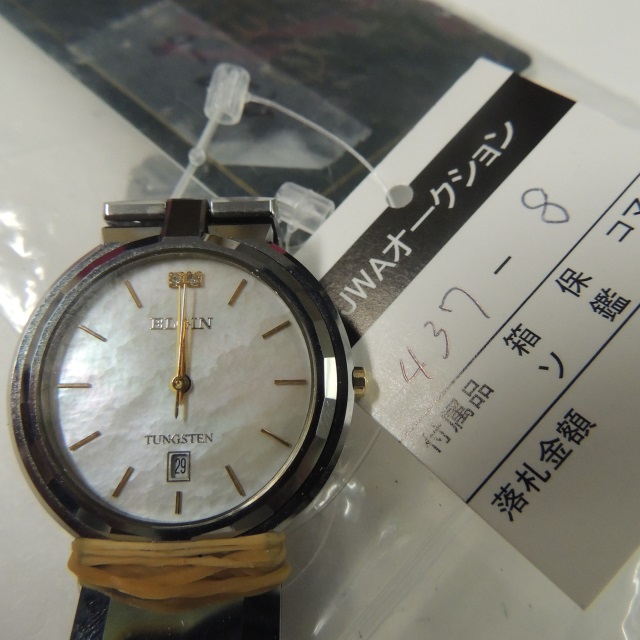 ELGIN
TUNGSTEN
29
JWAオークション
437-8
付属品
箱
保
コマ
ソ
鑑
落札金額